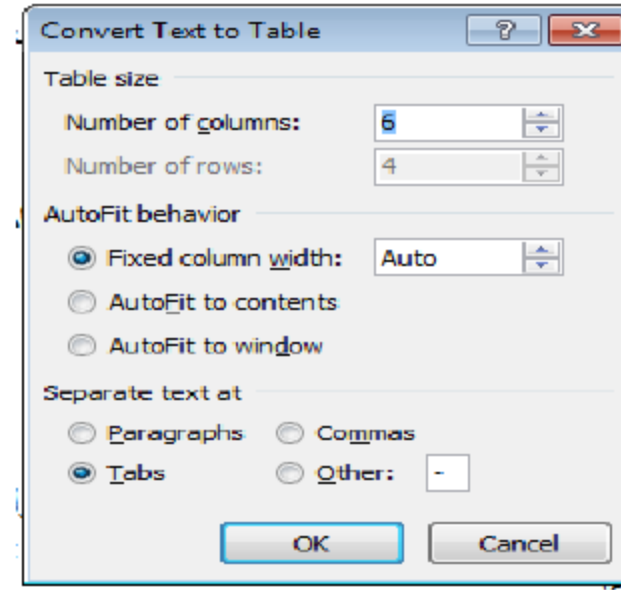 Convert Text to Table
Table size
Number of columns: 6
Number of rows: 4
AutoFit behavior
Fixed column width: Auto
AutoFit to contents
AutoFit to window
Separate text at
Paragraphs Commas
Tabs Other: -
OK Cancel